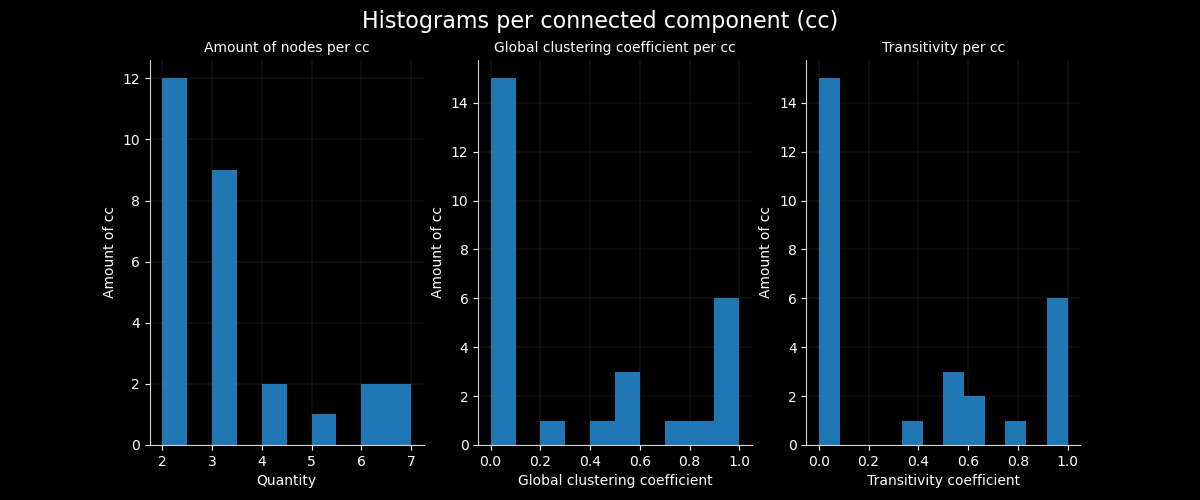 Histograms per connected component (cc)
Amount of nodes per cc
Amount of cc
12
10
8
6
4
2
0
2 3 4 5 6 7
Quantity
Global clustering coefficient per cc
Amount of cc
14
12
10
8
6
4
2
0
0.0 0.2 0.4 0.6 0.8 1.0
Global clustering coefficient
Transitivity per cc
Amount of cc
14
12
10
8
6
4
2
0
0.0 0.2 0.4 0.6 0.8 1.0
Transitivity coefficient